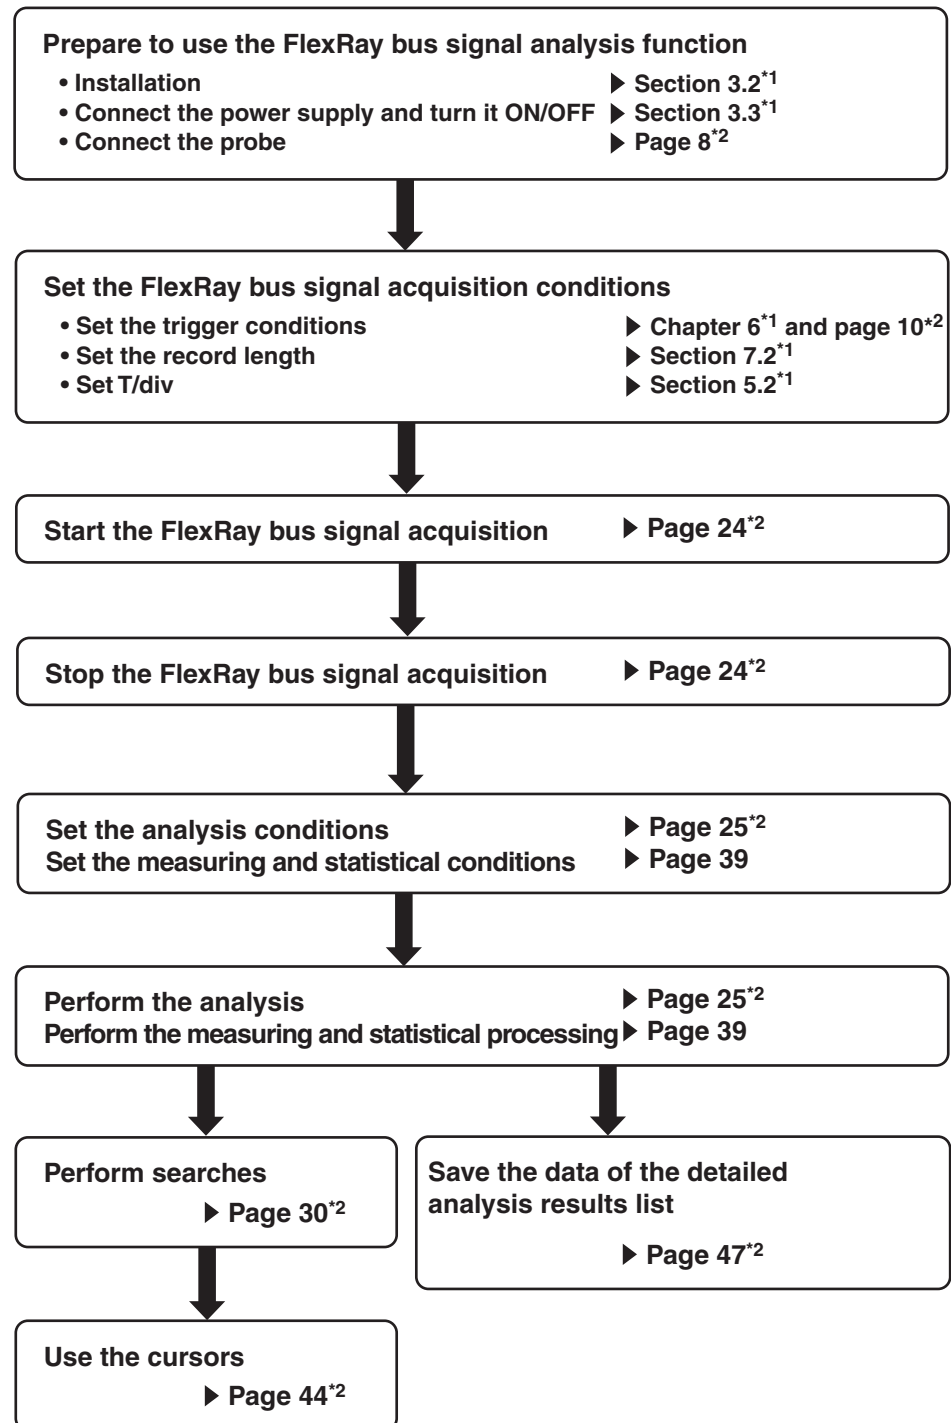 Prepare to use the FlexRay bus signal analysis function
• Installation ▶ Section 3.2*1
• Connect the power supply and turn it ON/OFF ▶ Section 3.3*1
• Connect the probe ▶ Page 8*2
Set the FlexRay bus signal acquisition conditions
• Set the trigger conditions ▶ Chapter 6*1 and page 10*2
• Set the record length ▶ Section 7.2*1
• Set T/div ▶ Section 5.2*1
Start the FlexRay bus signal acquisition ▶ Page 24*2
Stop the FlexRay bus signal acquisition ▶ Page 24*2
Set the analysis conditions ▶ Page 25*2
Set the measuring and statistical conditions ▶ Page 39
Perform the analysis ▶ Page 25*2
Perform the measuring and statistical processing ▶ Page 39
Perform searches
▶ Page 30*2
Save the data of the detailed
analysis results list
▶ Page 47*2
Use the cursors
▶ Page 44*2